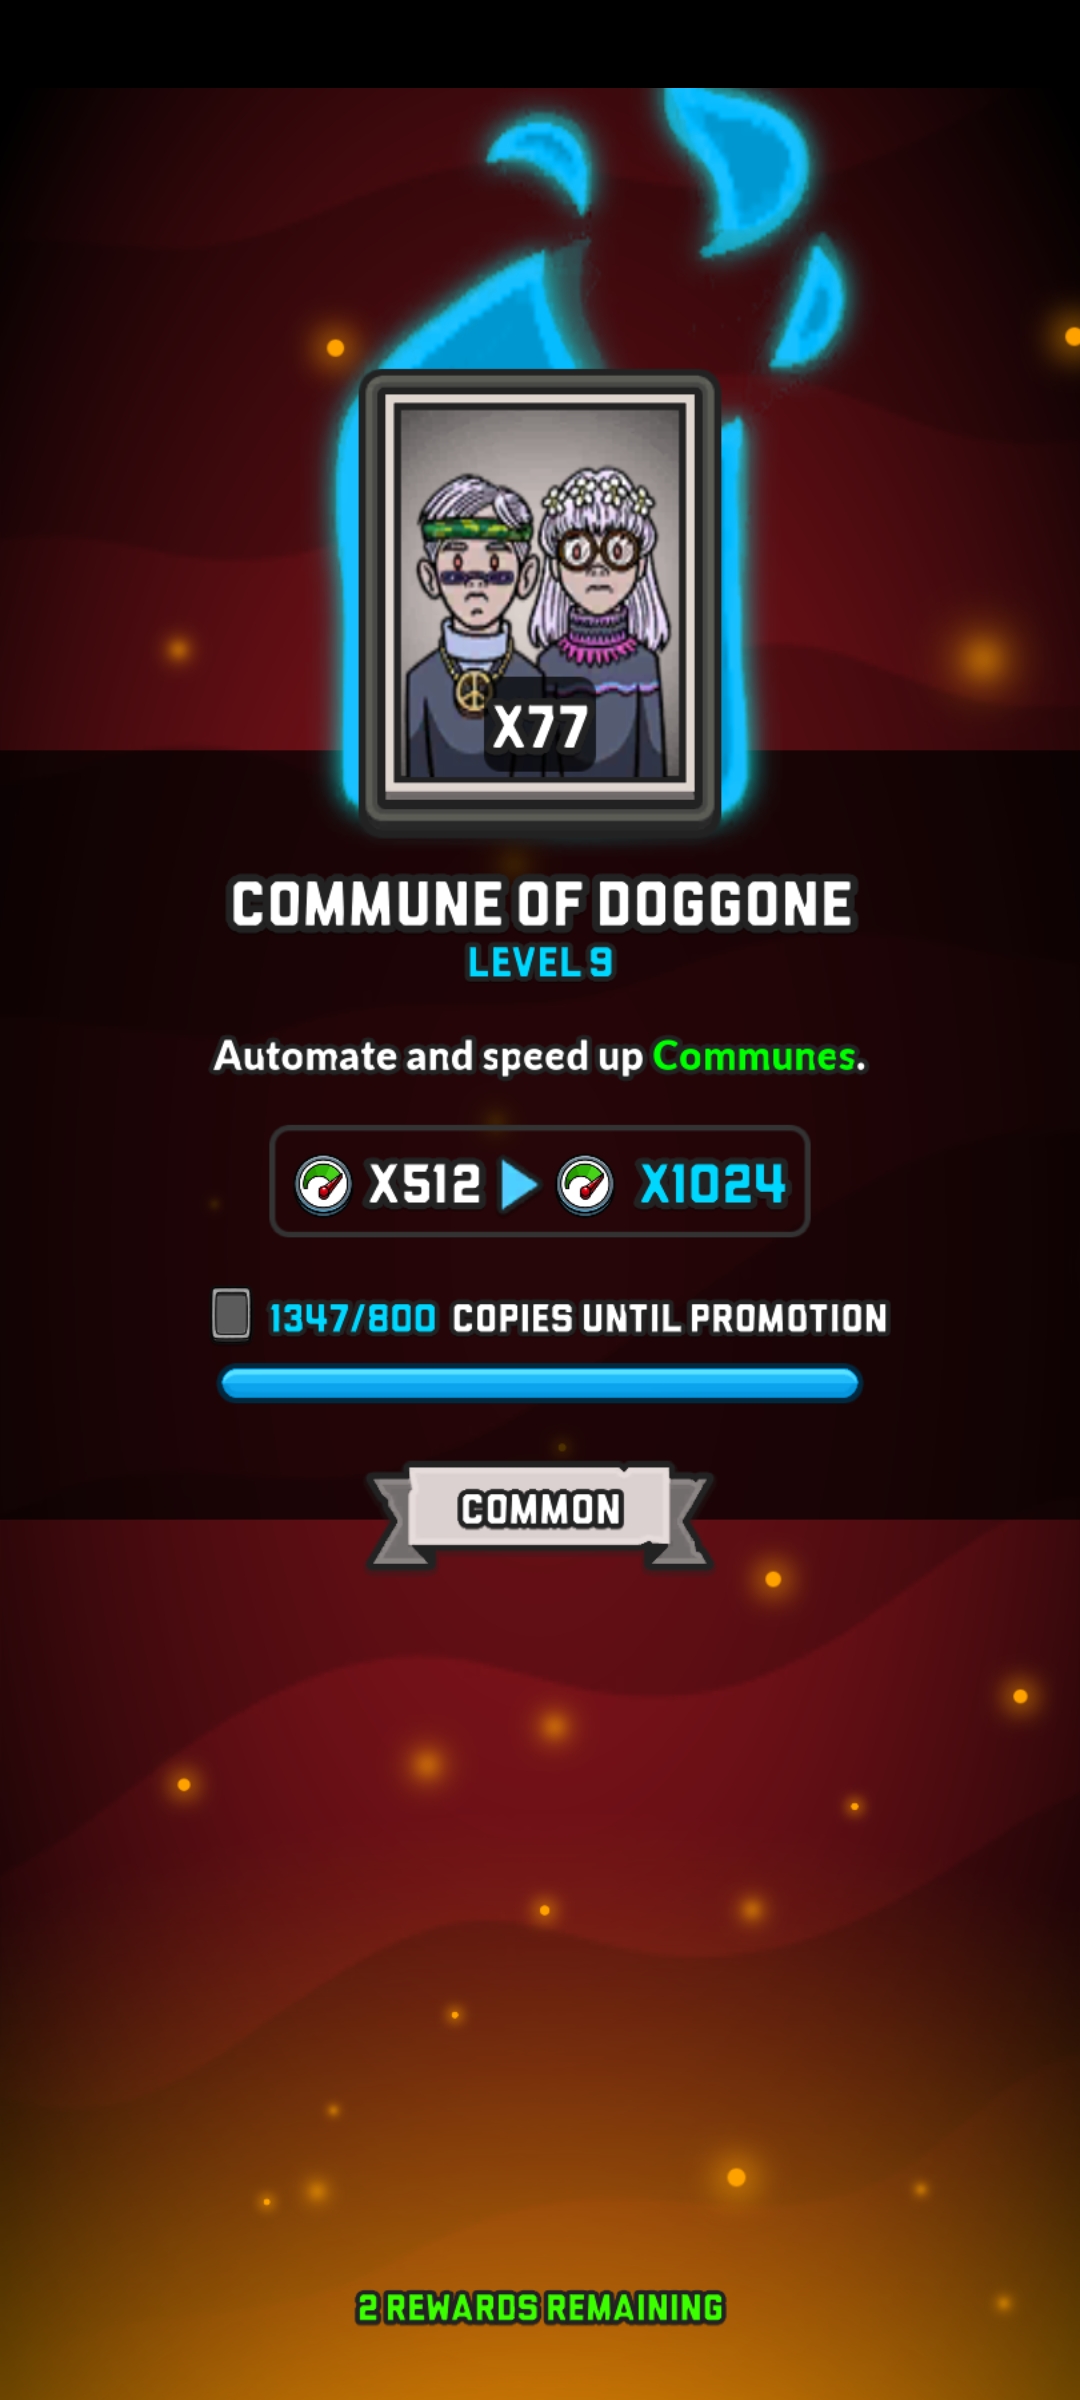 X77
COMMUNE OF DOGGONE
LEVEL 9
Automate and speed up Communes.
X512 X1024
1347/800 COPIES UNTIL PROMOTION
COMMON
2 REWARDS REMAINING